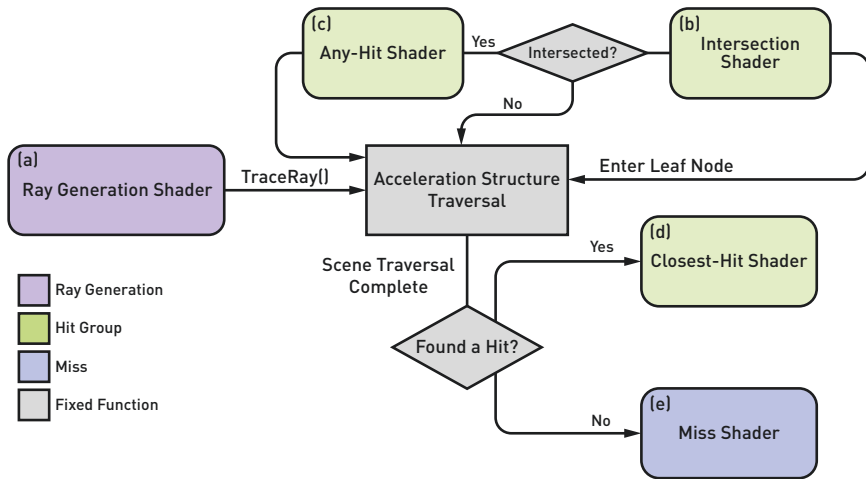 (c)
Any-Hit Shader
Yes
Intersected?
(b)
Intersection
Shader
No
(a)
Ray Generation Shader
TraceRay()
Acceleration Structure
Traversal
Enter Leaf Node
Scene Traversal
Complete
Yes
(d)
Closest-Hit Shader
Ray Generation
Hit Group
Miss
Fixed Function
Found a Hit?
No
(e)
Miss Shader